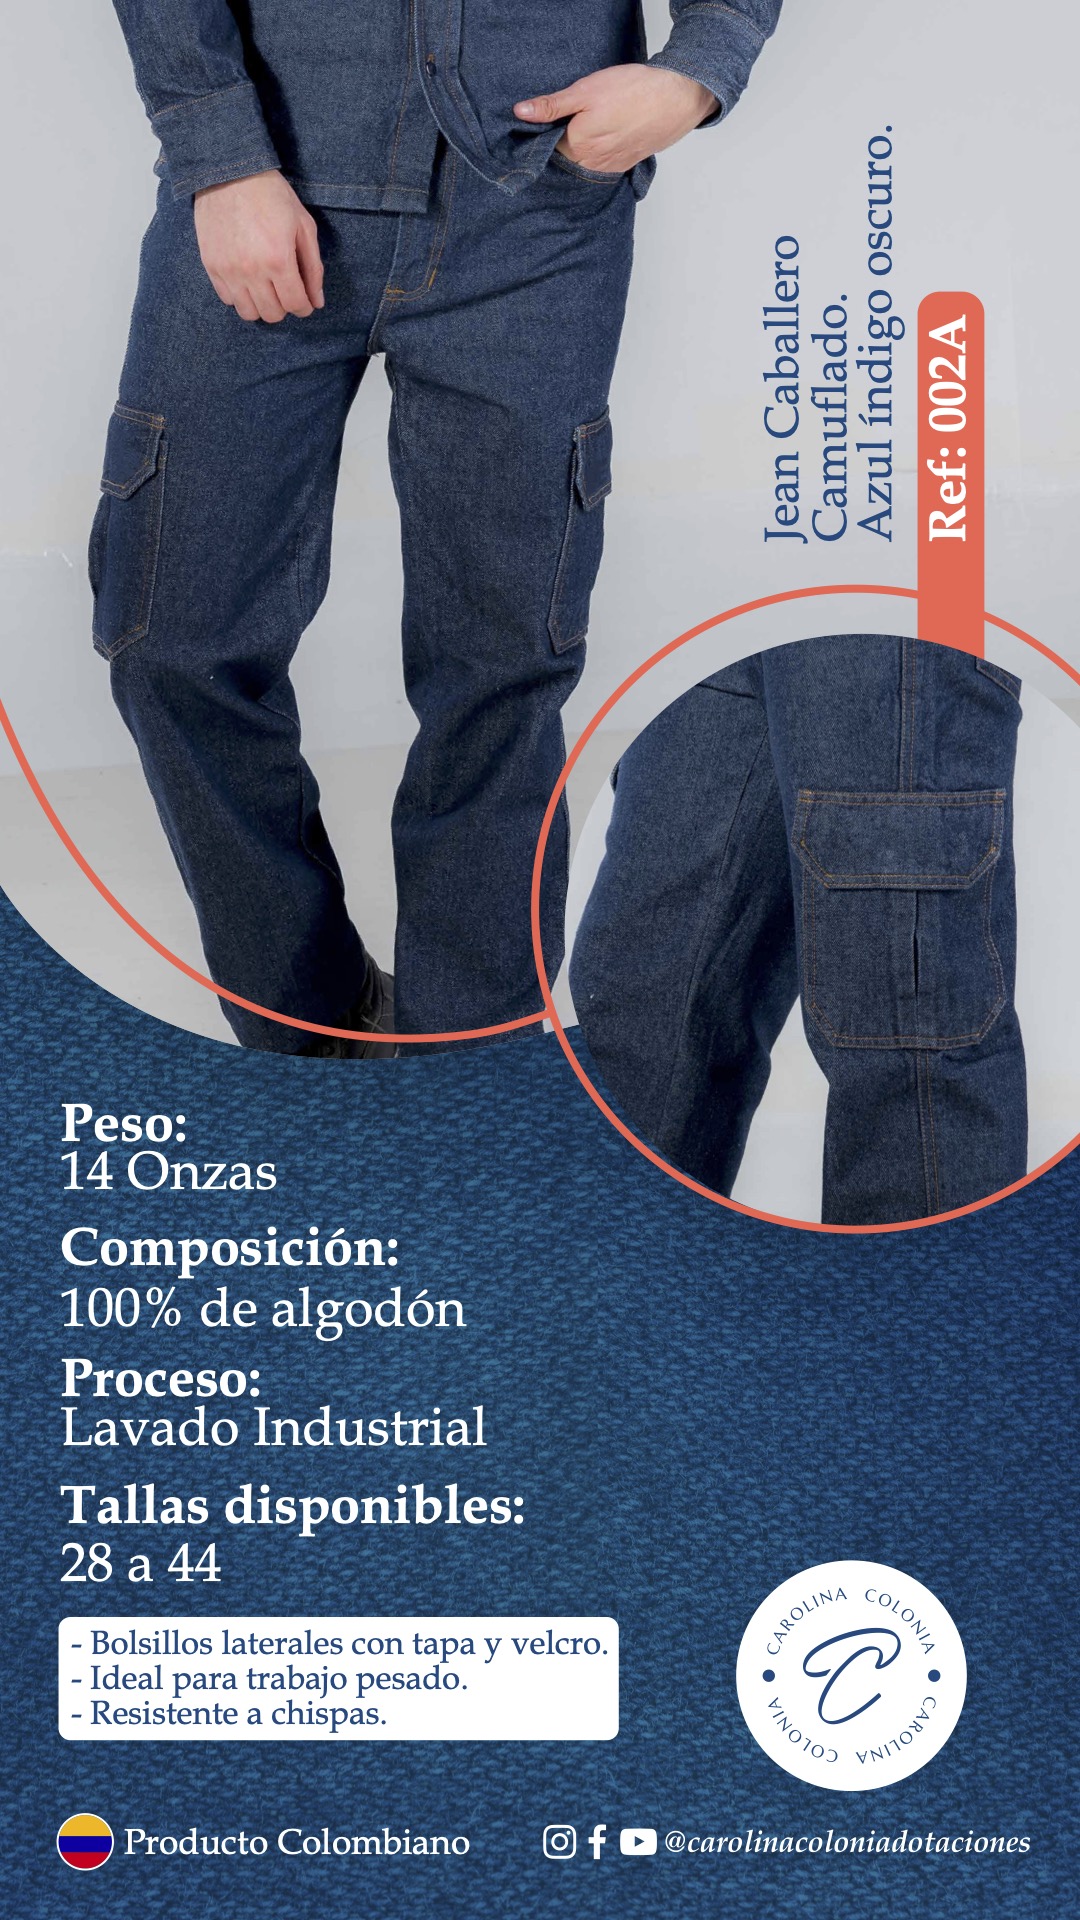 Jean Caballero
Camuflado.
Azul índigo oscuro.
Ref: 002A
Peso:
14 Onzas
Composición:
100% de algodón
Proceso:
Lavado Industrial
Tallas disponibles:
28 a 44
- Bolsillos laterales con tapa y velcro.
- Ideal para trabajo pesado.
- Resistente a chispas.
CAROLINA COLONIA
C
CAROLINA COLONIA
Producto Colombiano
@carolinacoloniadotaciones